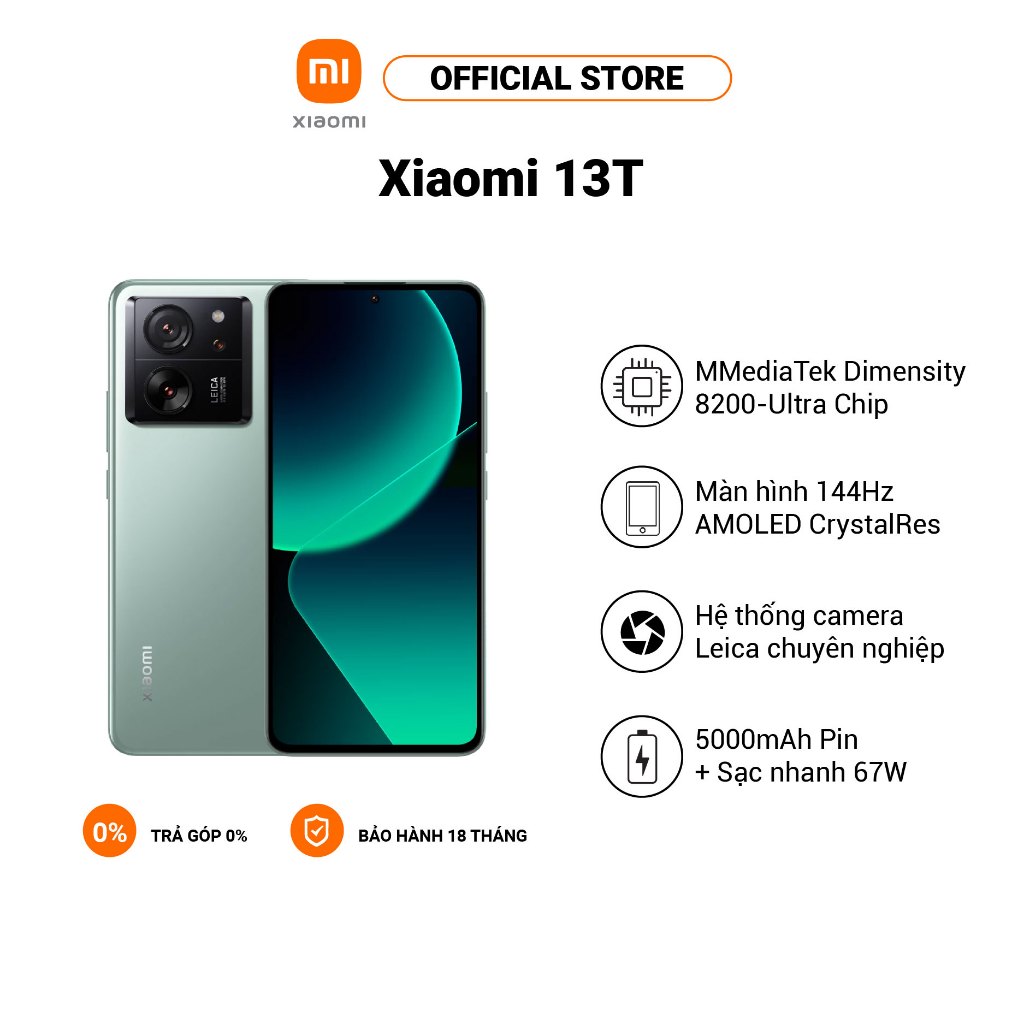 mi
xiaomi
OFFICIAL STORE
Xiaomi 13T
LEICA
xiaomi
MMediaTek Dimensity
8200-Ultra Chip
Màn hình 144Hz
AMOLED CrystalRes
Hệ thống camera
Leica chuyên nghiệp
5000mAh Pin
+ Sạc nhanh 67W
0%
TRẢ GÓP 0%
BẢO HÀNH 18 THÁNG